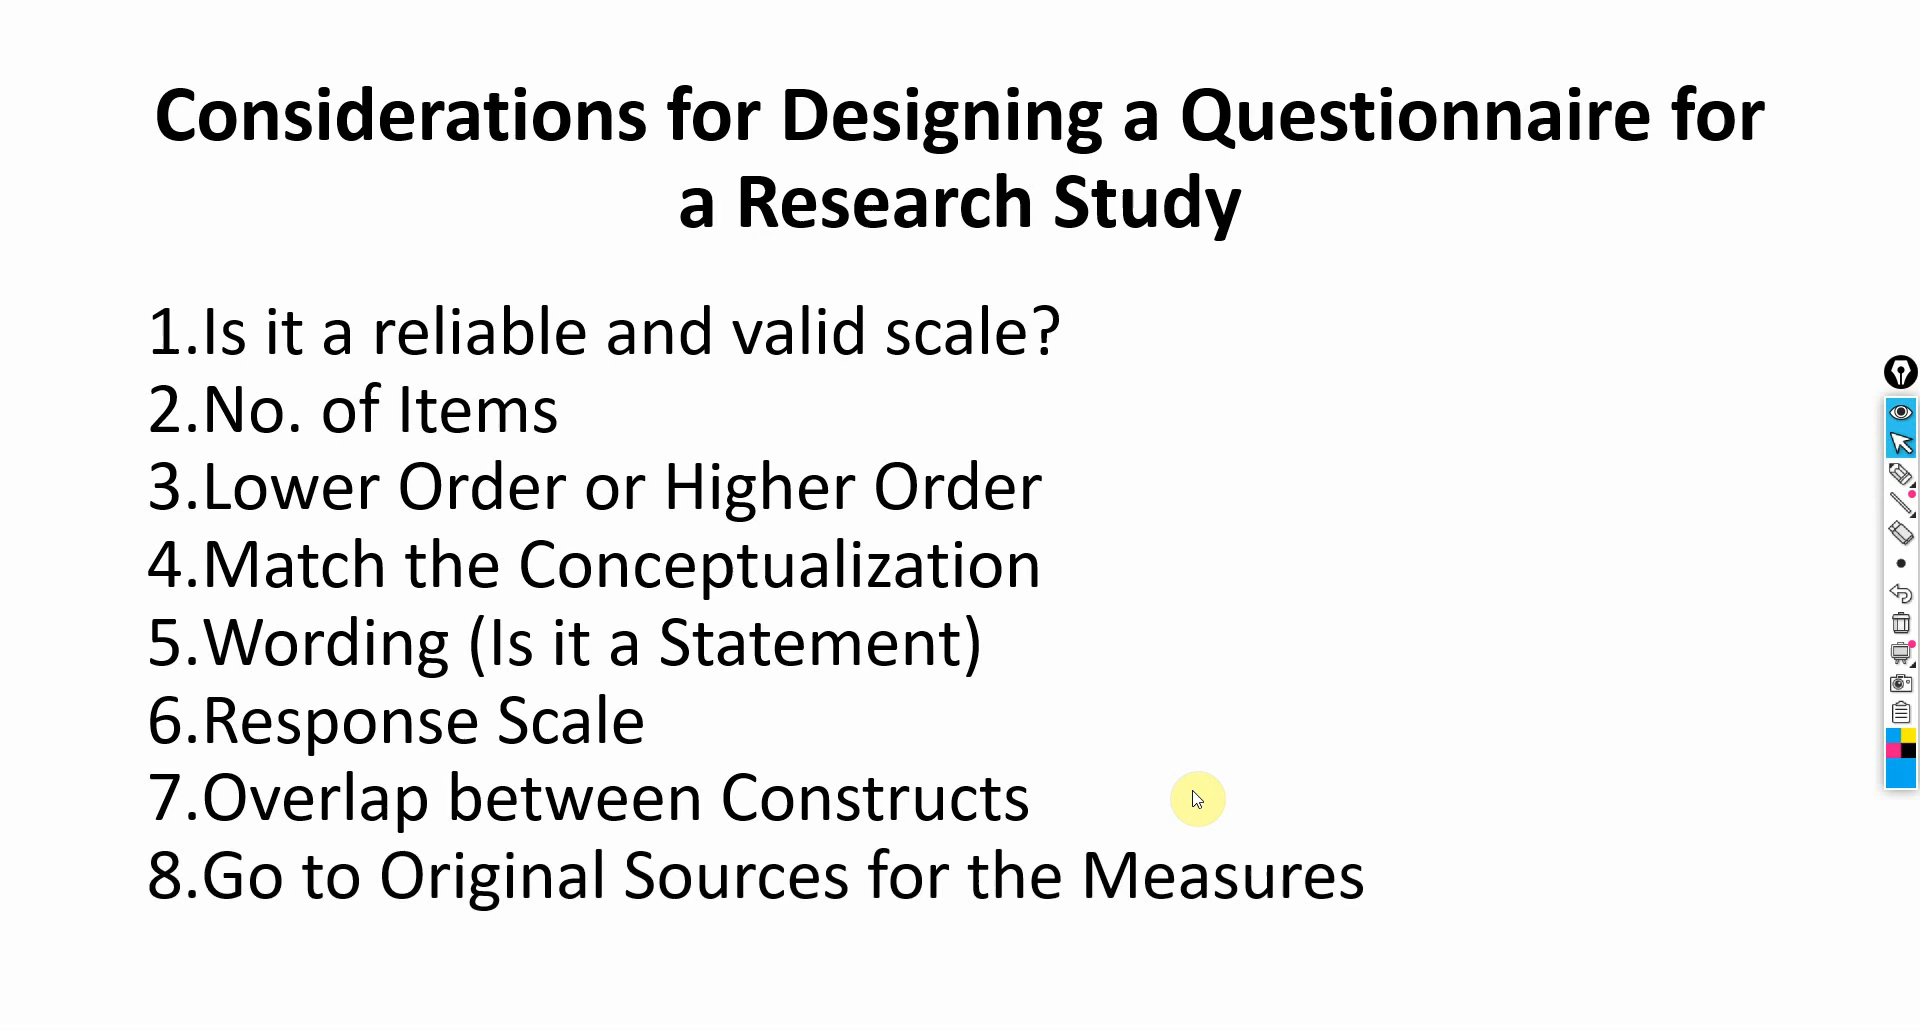 Considerations for Designing a Questionnaire for
a Research Study
1.Is it a reliable and valid scale?
2.No. of Items
3.Lower Order or Higher Order
4.Match the Conceptualization
5.Wording (Is it a Statement)
6.Response Scale
7.Overlap between Constructs
8.Go to Original Sources for the Measures